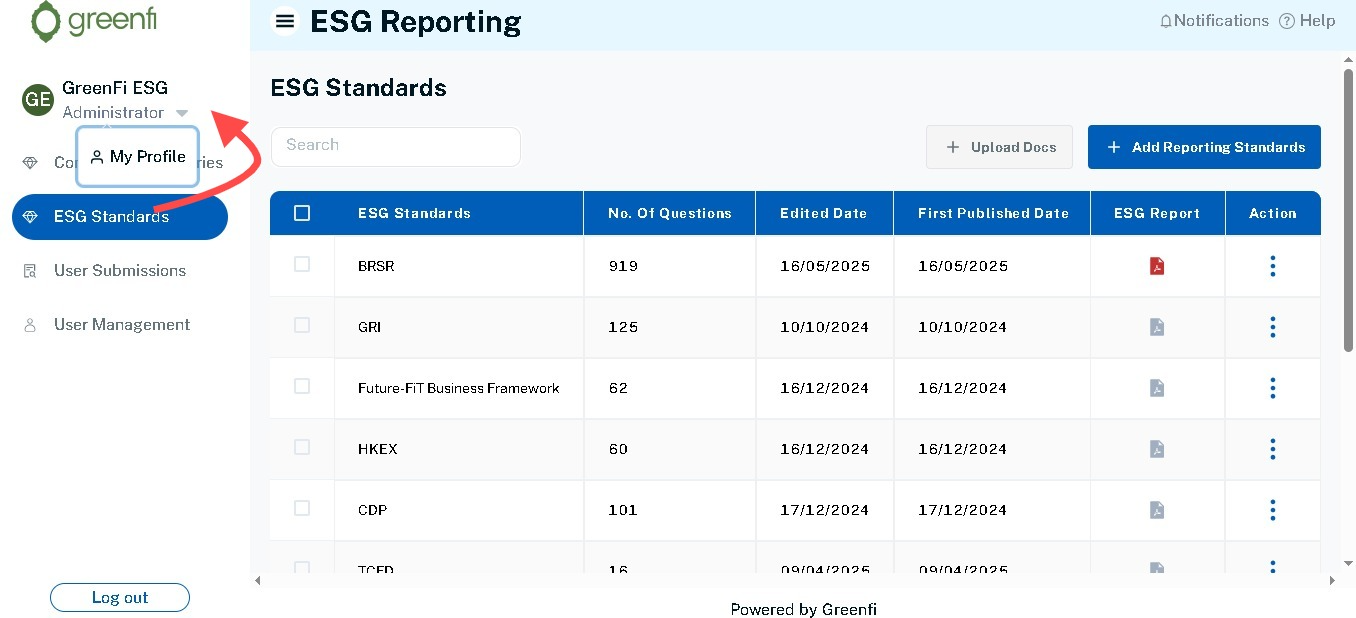 greenfi
ESG Reporting
Notifications
Help
GE
GreenFi ESG
Administrator
My Profile
Co ries
ESG Standards
User Submissions
User Management
Log out
ESG Standards
Search
+ Upload Docs
+ Add Reporting Standards
ESG Standards No. Of Questions Edited Date First Published Date ESG Report Action
BRSR 919 16/05/2025 16/05/2025
GRI 125 10/10/2024 10/10/2024
Future-FiT Business Framework 62 16/12/2024 16/12/2024
HKEX 60 16/12/2024 16/12/2024
CDP 101 17/12/2024 17/12/2024
TCFD 16 09/04/2025 09/04/2025
Powered by Greenfi